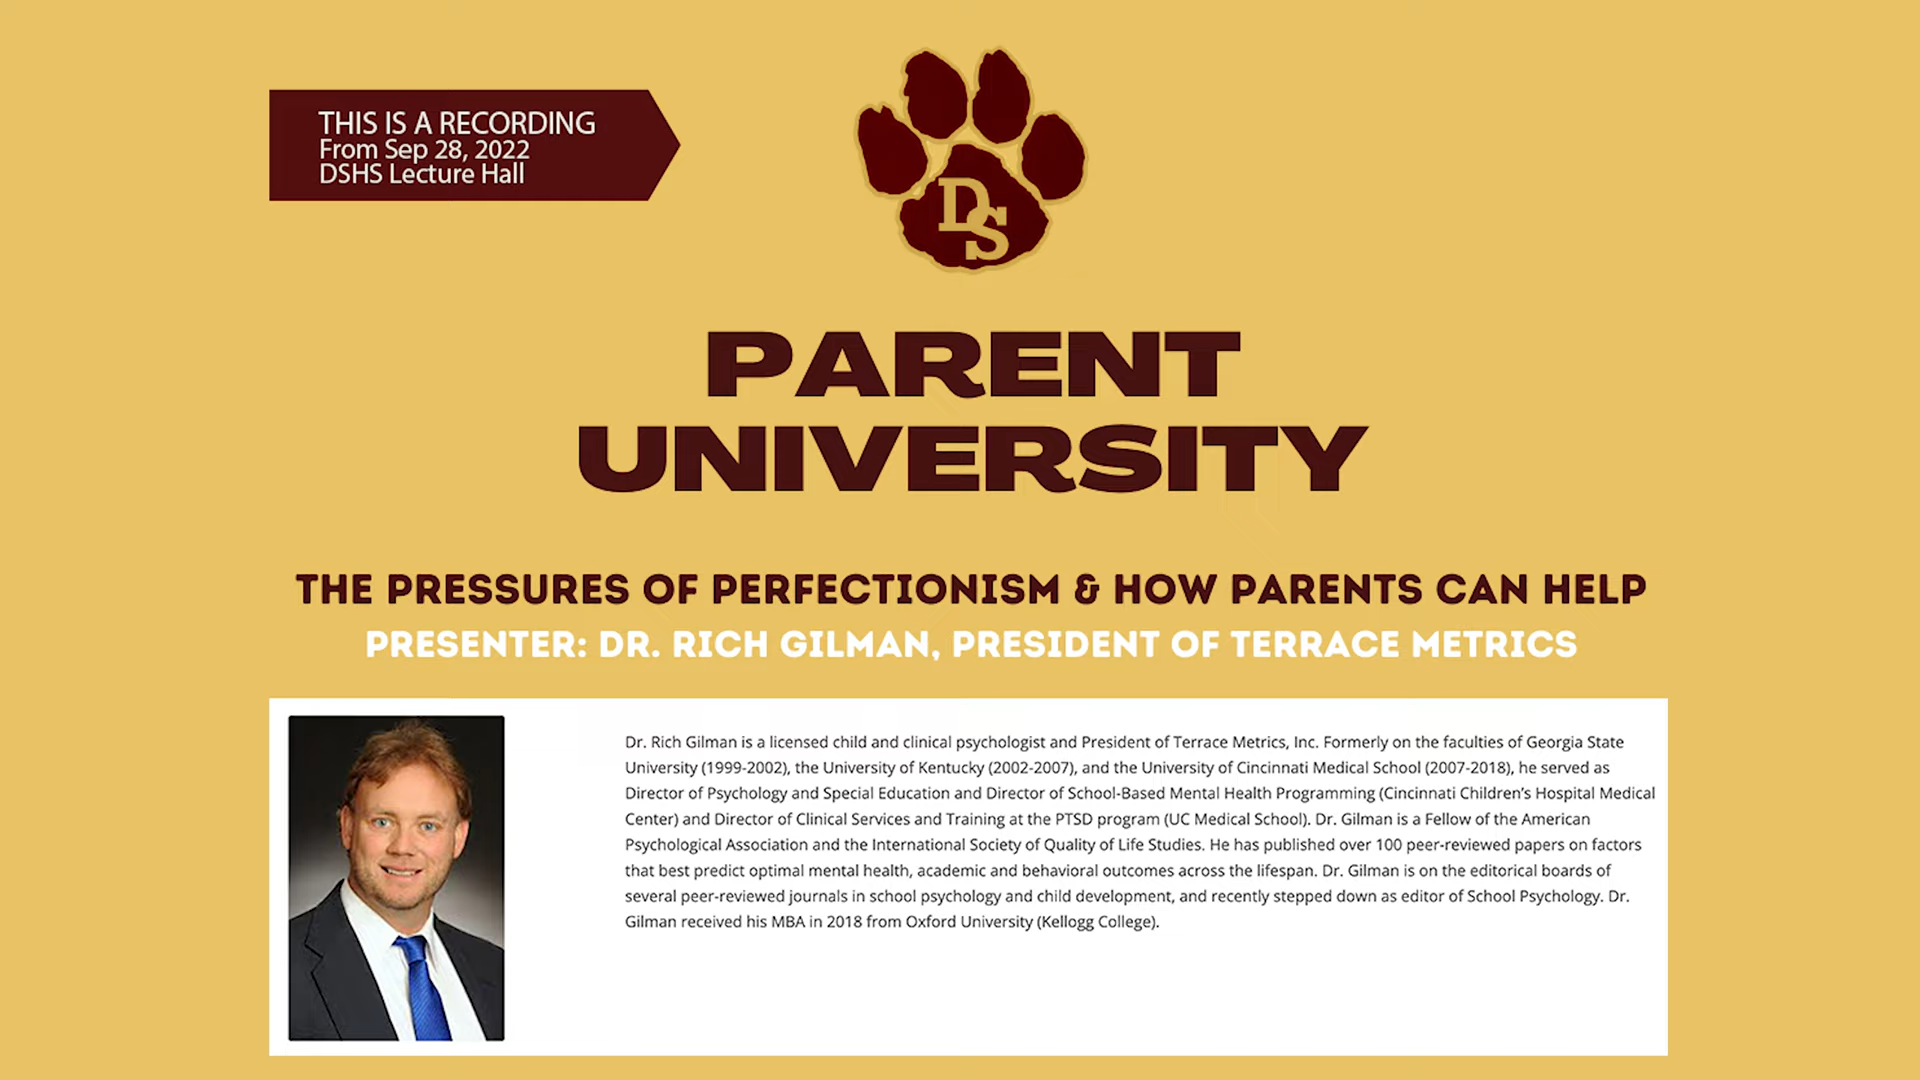 THIS IS A RECORDING
From Sep 28, 2022
DSHS Lecture Hall
DS
PARENT
UNIVERSITY
THE PRESSURES OF PERFECTIONISM & HOW PARENTS CAN HELP
PRESENTER: DR. RICH GILMAN, PRESIDENT OF TERRACE METRICS
Dr. Rich Gilman is a licensed child and clinical psychologist and President of Terrace Metrics, Inc. Formerly on the faculties of Georgia State
University (1999-2002), the University of Kentucky (2002-2007), and the University of Cincinnati Medical School (2007-2018), he served as
Director of Psychology and Special Education and Director of School-Based Mental Health Programming (Cincinnati Children’s Hospital Medical
Center) and Director of Clinical Services and Training at the PTSD program (UC Medical School). Dr. Gilman is a Fellow of the American
Psychological Association and the International Society of Quality of Life Studies. He has published over 100 peer-reviewed papers on factors
that best predict optimal mental health, academic and behavioral outcomes across the lifespan. Dr. Gilman is on the editorial boards of
several peer-reviewed journals in school psychology and child development, and recently stepped down as editor of School Psychology. Dr.
Gilman received his MBA in 2018 from Oxford University (Kellogg College).